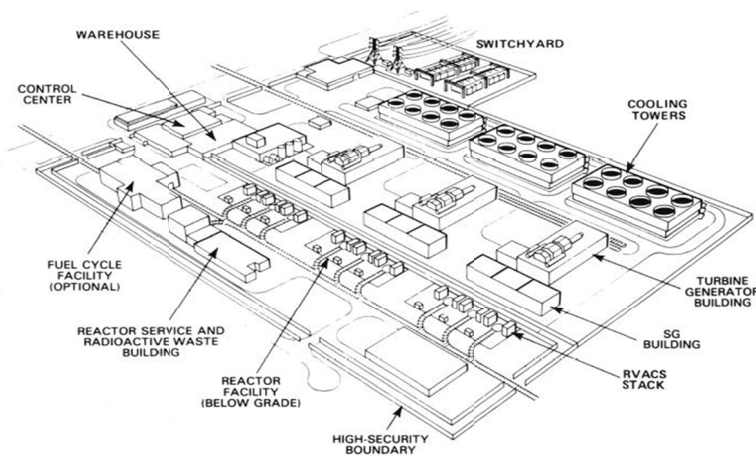 WAREHOUSE
SWITCHYARD
CONTROL
CENTER
COOLING
TOWERS
FUEL CYCLE
FACILITY
(OPTIONAL)
TURBINE
GENERATOR
BUILDING
REACTOR SERVICE AND
RADIOACTIVE WASTE
BUILDING
SG
BUILDING
REACTOR
FACILITY
(BELOW GRADE)
RVACS
STACK
HIGH-SECURITY
BOUNDARY